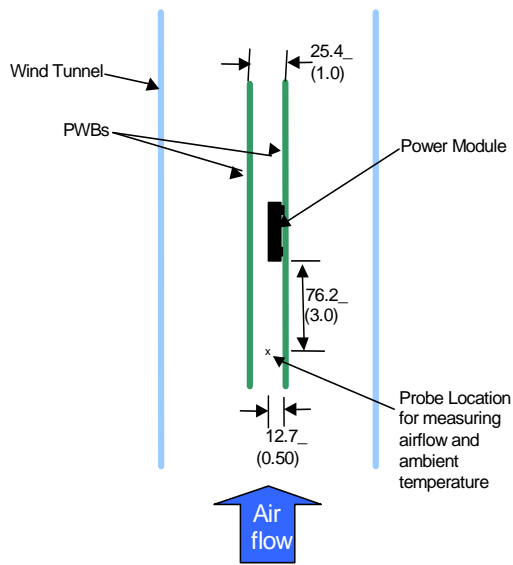 25.4_
(1.0)
Wind Tunnel
PWBs
Power Module
76.2_
(3.0)
x
Probe Location
for measuring
airflow and
ambient
temperature
12.7_
(0.50)
Air
flow